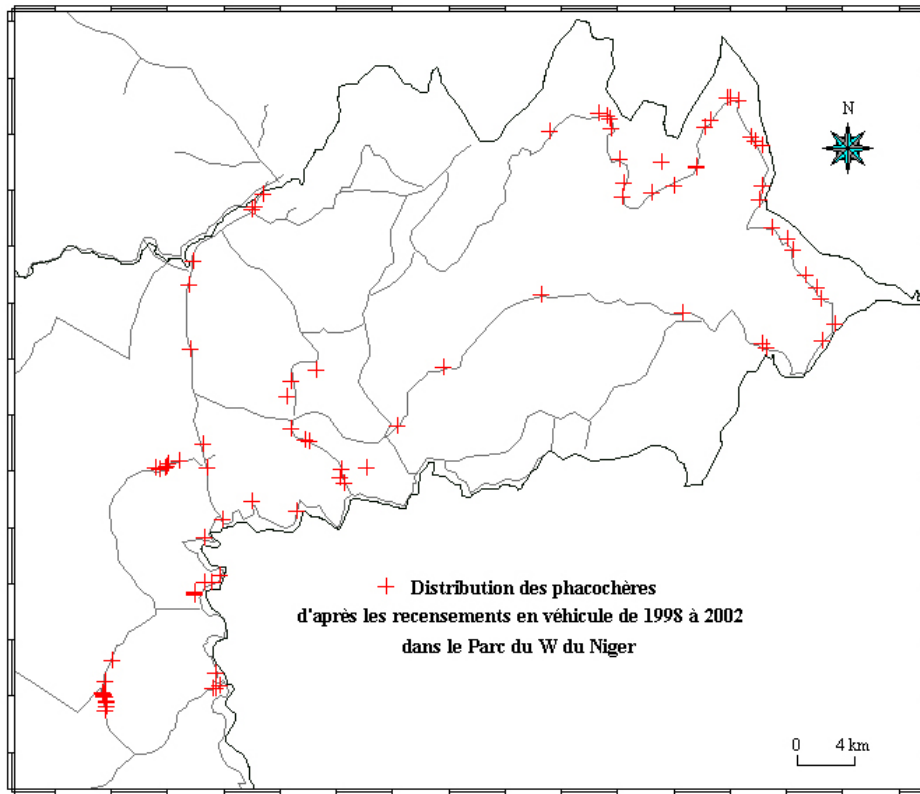 N
Distribution des phacochères
d'après les recensements en véhicule de 1998 à 2002
dans le Parc du W du Niger
0 4 km